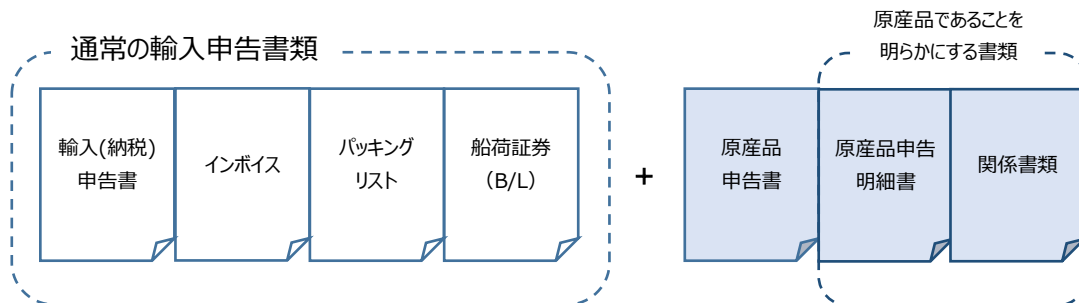 原産品であることを
明らかにする書類
通常の輸入申告書類
輸入(納税)
申告書
インボイス
パッキング
リスト
船荷証券
（B/L）
+
原産品
申告書
原産品申告
明細書
関係書類